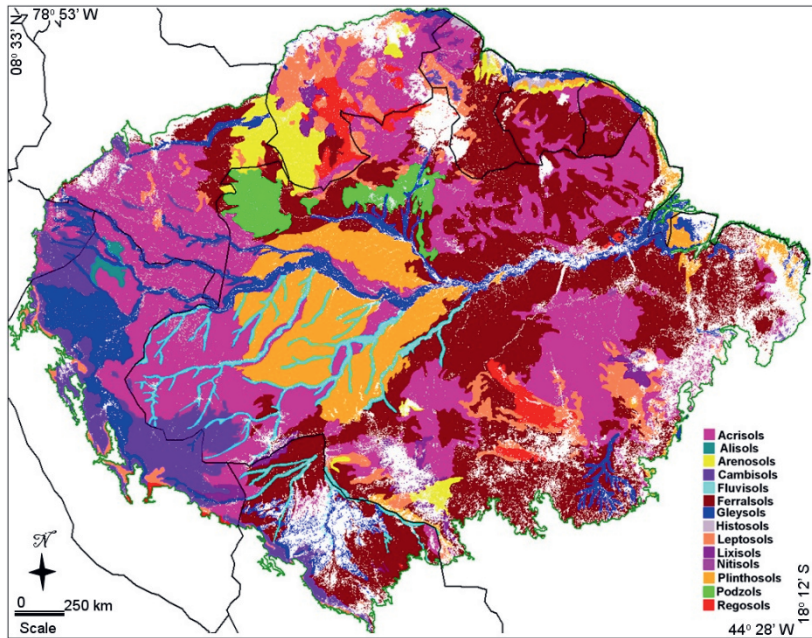 78° 53' W
08° 33' N
Acrisols
Alisols
Arenosols
Cambisols
Fluvisols
Ferralsols
Gleysols
Histosols
Leptosols
Lixisols
Nitisols
Plinthosols
Podzols
Regosols
N
0 250 km
Scale
44° 28' W
18° 12' S